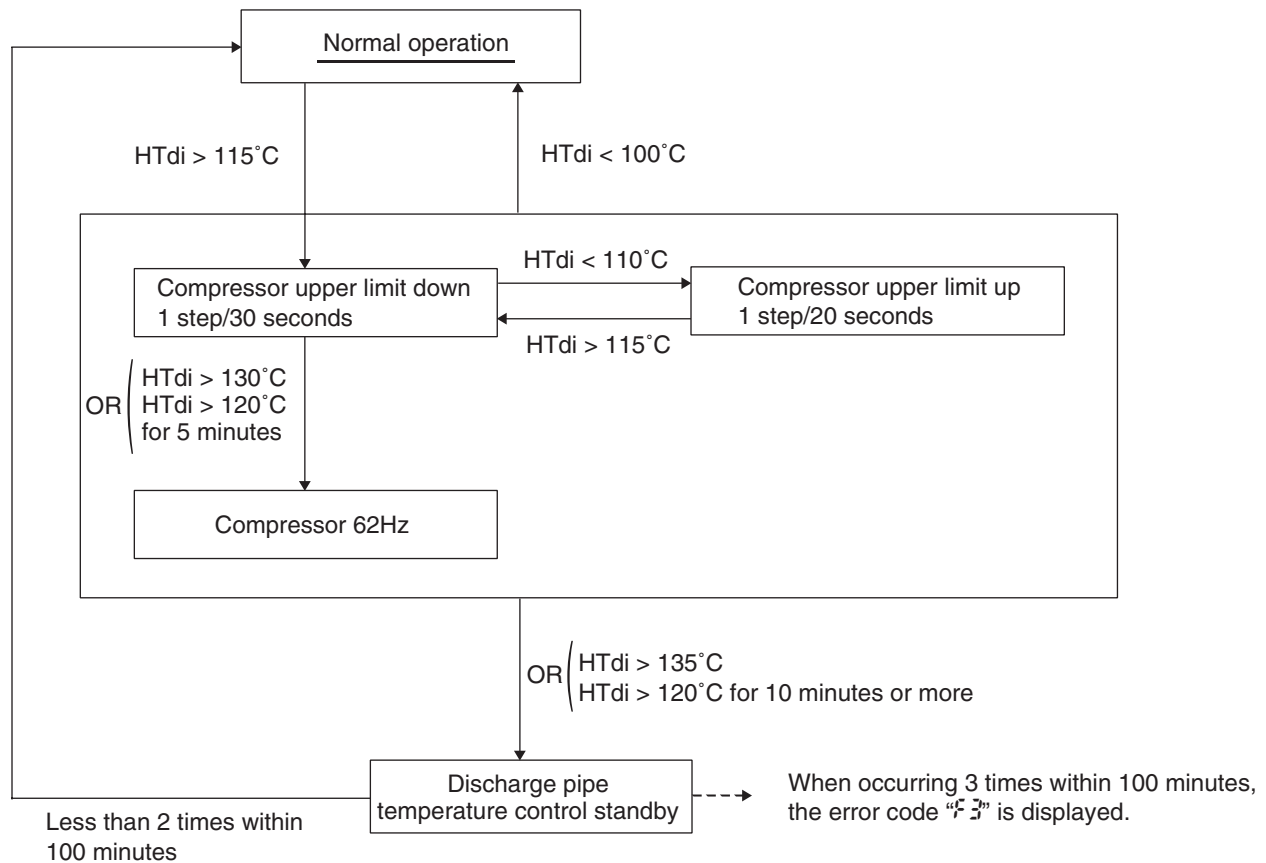 Normal operation
HTdi > 115˚C
HTdi < 100˚C
Compressor upper limit down
1 step/30 seconds
HTdi < 110˚C
HTdi > 115˚C
Compressor upper limit up
1 step/20 seconds
OR
HTdi > 130˚C
HTdi > 120˚C
for 5 minutes
Compressor 62Hz
OR
HTdi > 135˚C
HTdi > 120˚C for 10 minutes or more
Discharge pipe
temperature control standby
When occurring 3 times within 100 minutes,
the error code “F3” is displayed.
Less than 2 times within
100 minutes